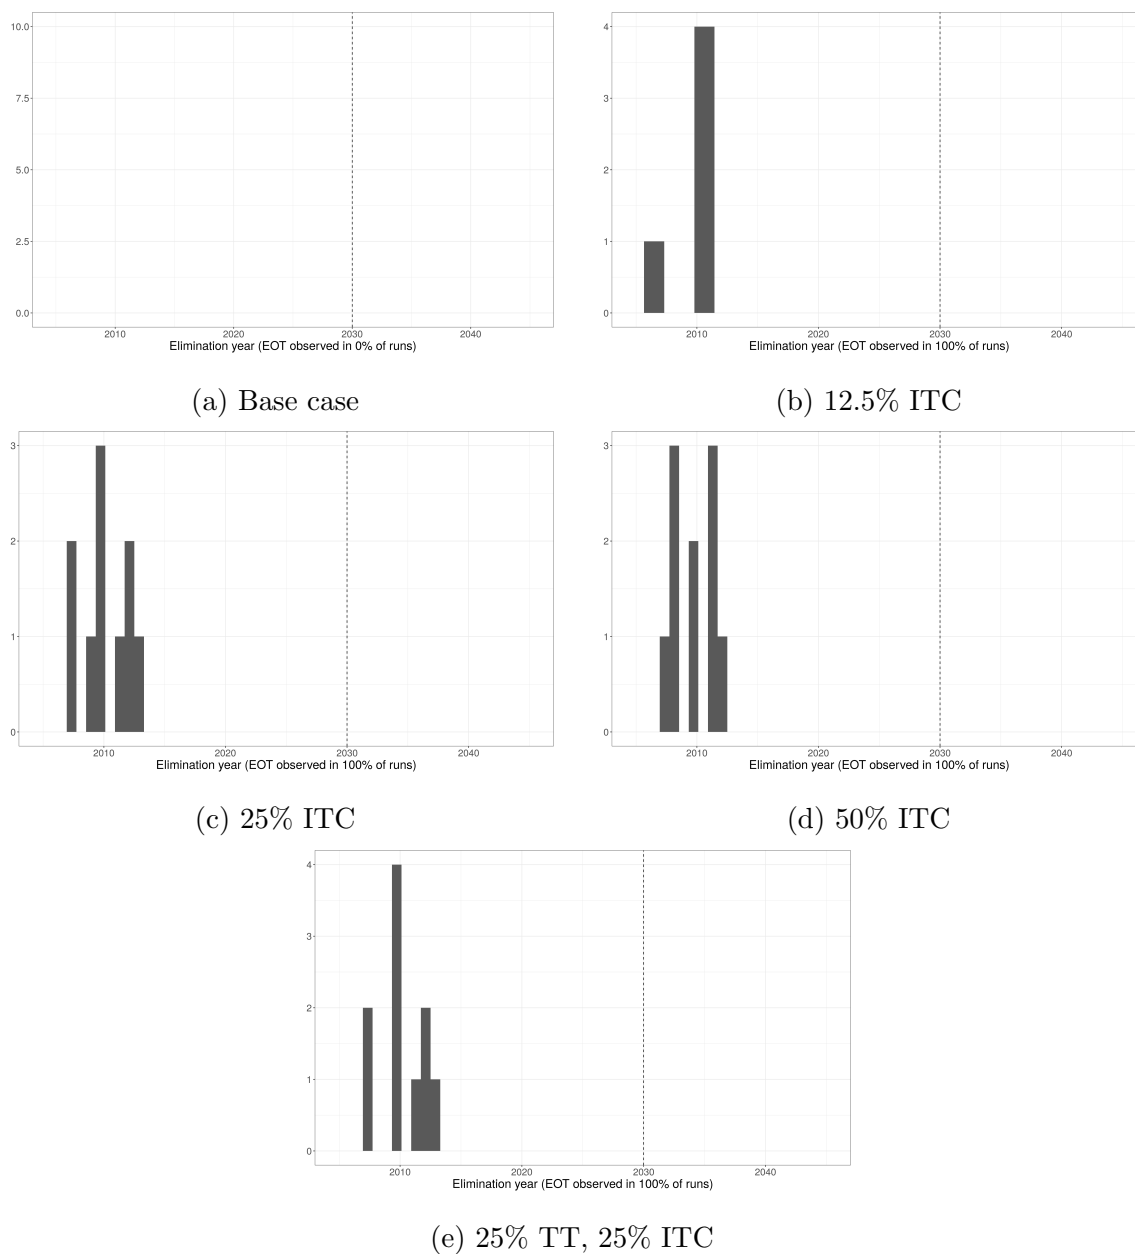 10.0
7.5
5.0
2.5
0.0
2010 2020 2030 2040
Elimination year (EOT observed in 0% of runs)
(a) Base case
4
3
2
1
0
2010 2020 2030 2040
Elimination year (EOT observed in 100% of runs)
(b) 12.5% ITC
3
2
1
0
2010 2020 2030 2040
Elimination year (EOT observed in 100% of runs)
(c) 25% ITC
3
2
1
0
2010 2020 2030 2040
Elimination year (EOT observed in 100% of runs)
(d) 50% ITC
4
3
2
1
0
2010 2020 2030 2040
Elimination year (EOT observed in 100% of runs)
(e) 25% TT, 25% ITC